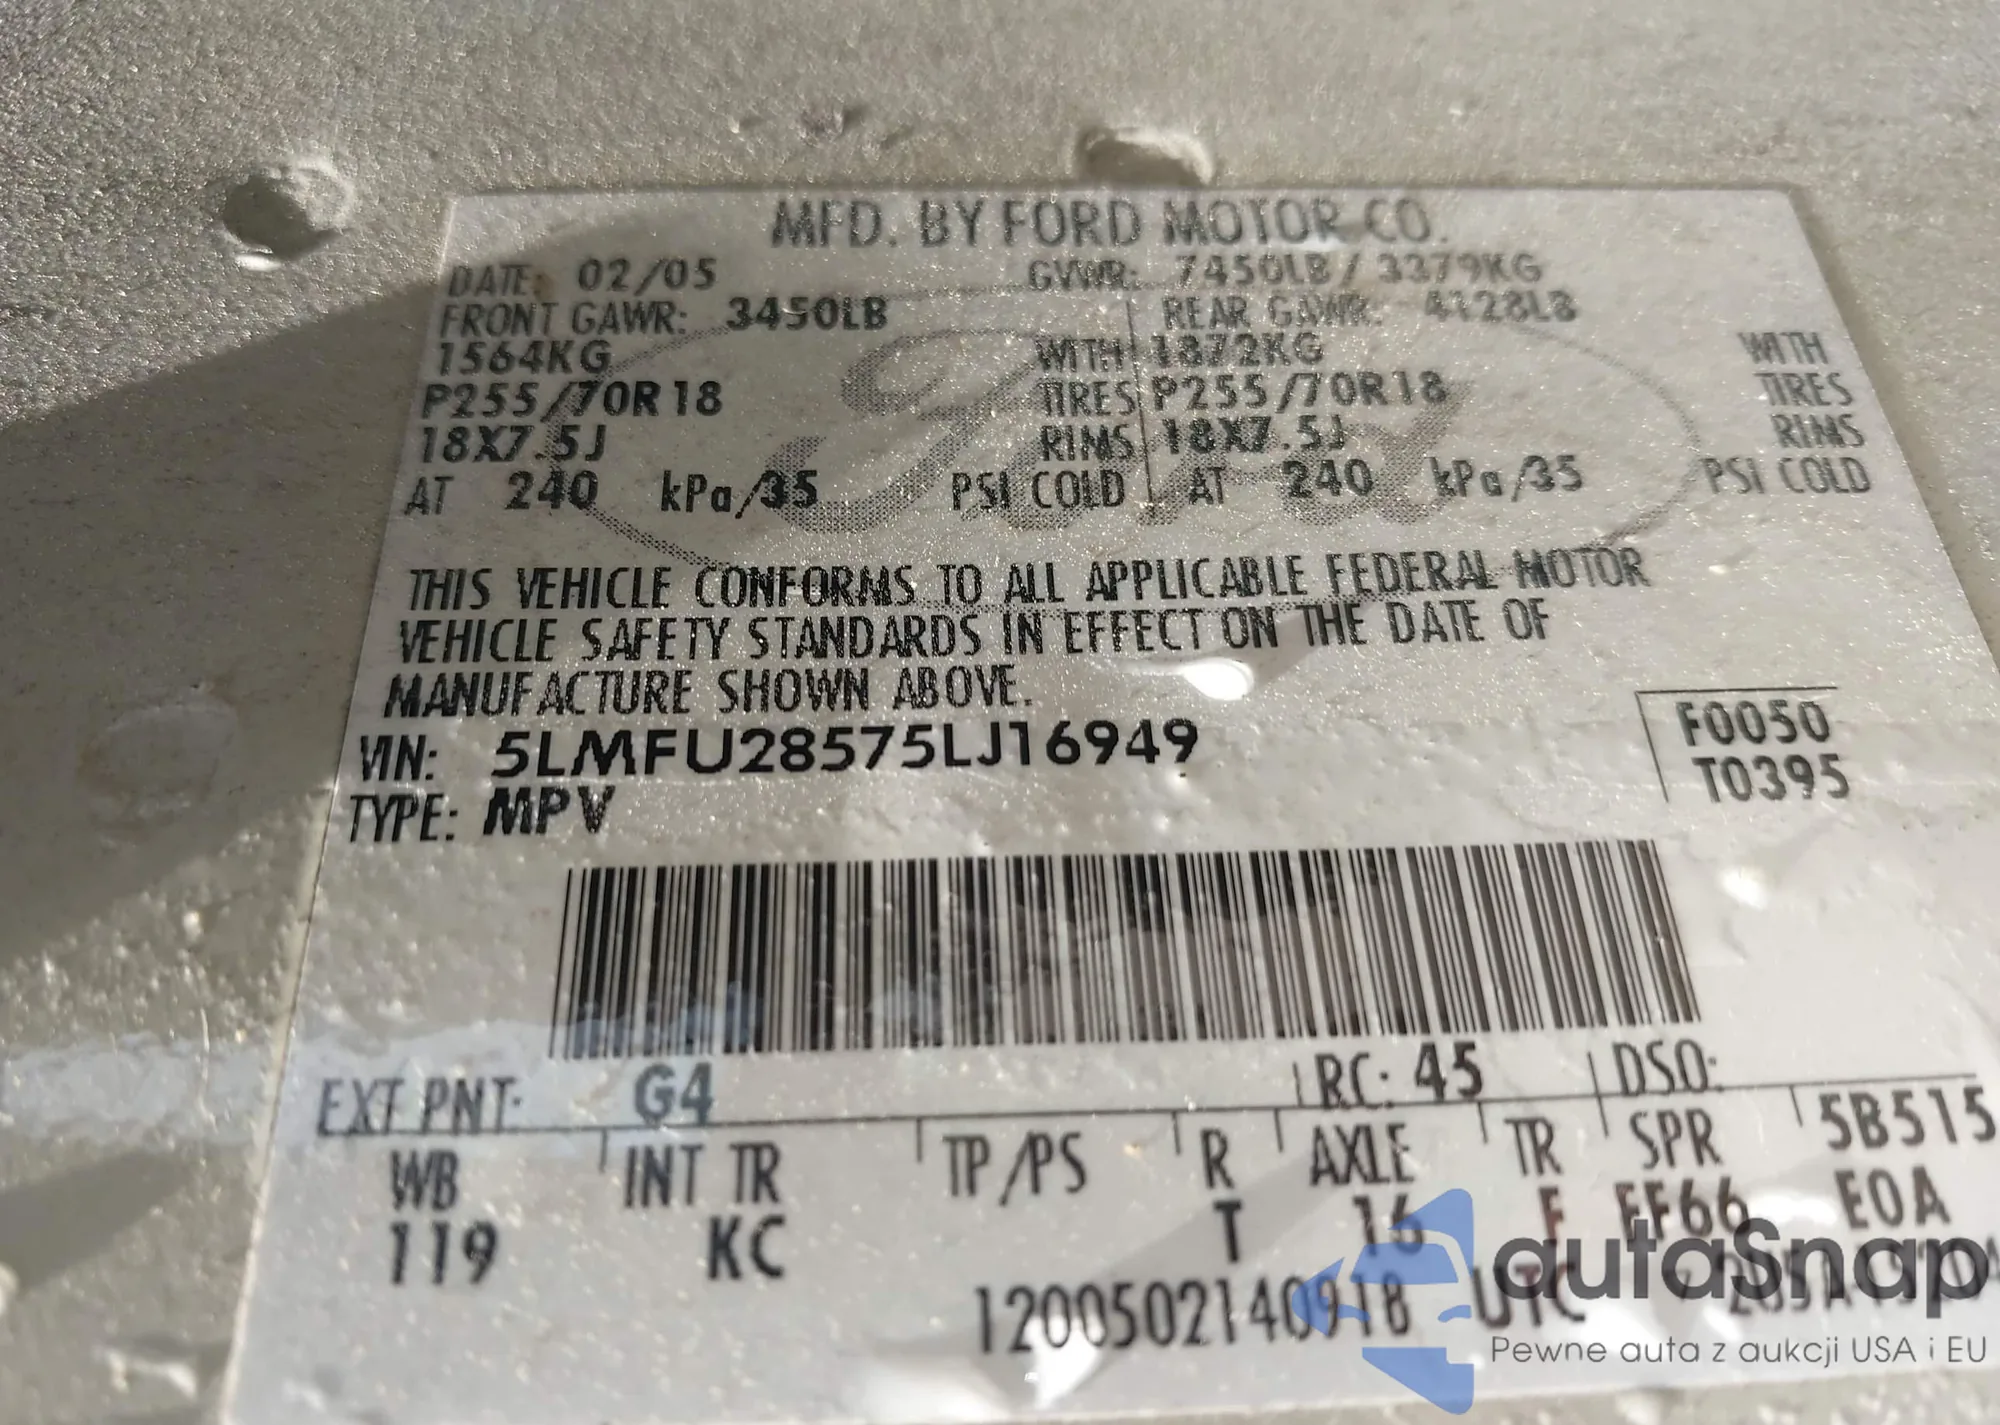 MFD. BY FORD MOTOR CO.
DATE: 02/05 GVWR: 7450LB / 3379KG
FRONT GAWR: 3450LB REAR GAWR: 4128LB
1564KG WITH 1872KG WITH
P255/70R18 TIRES P255/70R18 TIRES
18X7.5J RIMS 18X7.5J RIMS
AT 240 kPa/35 PSI COLD AT 240 kPa/35 PSI COLD
Ford
THIS VEHICLE CONFORMS TO ALL APPLICABLE FEDERAL MOTOR
VEHICLE SAFETY STANDARDS IN EFFECT ON THE DATE OF
MANUFACTURE SHOWN ABOVE.
VIN: 5LMFU28575LJ16949 F0050
TYPE: MPV T0395
EXT PNT: G4 RC: 45 DSO:
WB INT TR TP/PS R AXLE TR SPR 5B515
119 KC T 16 F FF66 E0A
1200502140918 UTC
autaSnap
Pewne auta z aukcji USA i EU